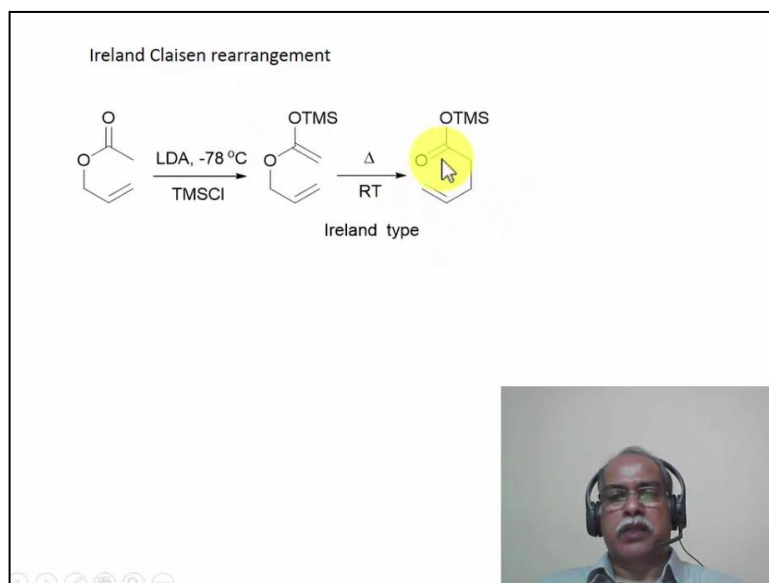 Ireland Claisen rearrangement
O
OTMS
OTMS
O
LDA, -78 °C
O
Δ
O
TMSCl
RT
Ireland type